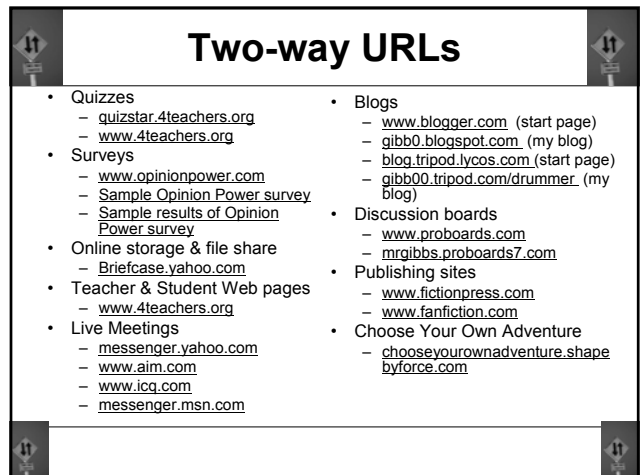 Two-way URLs
• Quizzes
– quizstar.4teachers.org
– www.4teachers.org
• Surveys
– www.opinionpower.com
– Sample Opinion Power survey
– Sample results of Opinion
Power survey
• Online storage & file share
– Briefcase.yahoo.com
• Teacher & Student Web pages
– www.4teachers.org
• Live Meetings
– messenger.yahoo.com
– www.aim.com
– www.icq.com
– messenger.msn.com
• Blogs
– www.blogger.com (start page)
– gibb0.blogspot.com (my blog)
– blog.tripod.lycos.com (start page)
– gibb00.tripod.com/drummer (my
blog)
• Discussion boards
– www.proboards.com
– mrgibbs.proboards7.com
• Publishing sites
– www.fictionpress.com
– www.fanfiction.com
• Choose Your Own Adventure
– chooseyourownadventure.shape
byforce.com